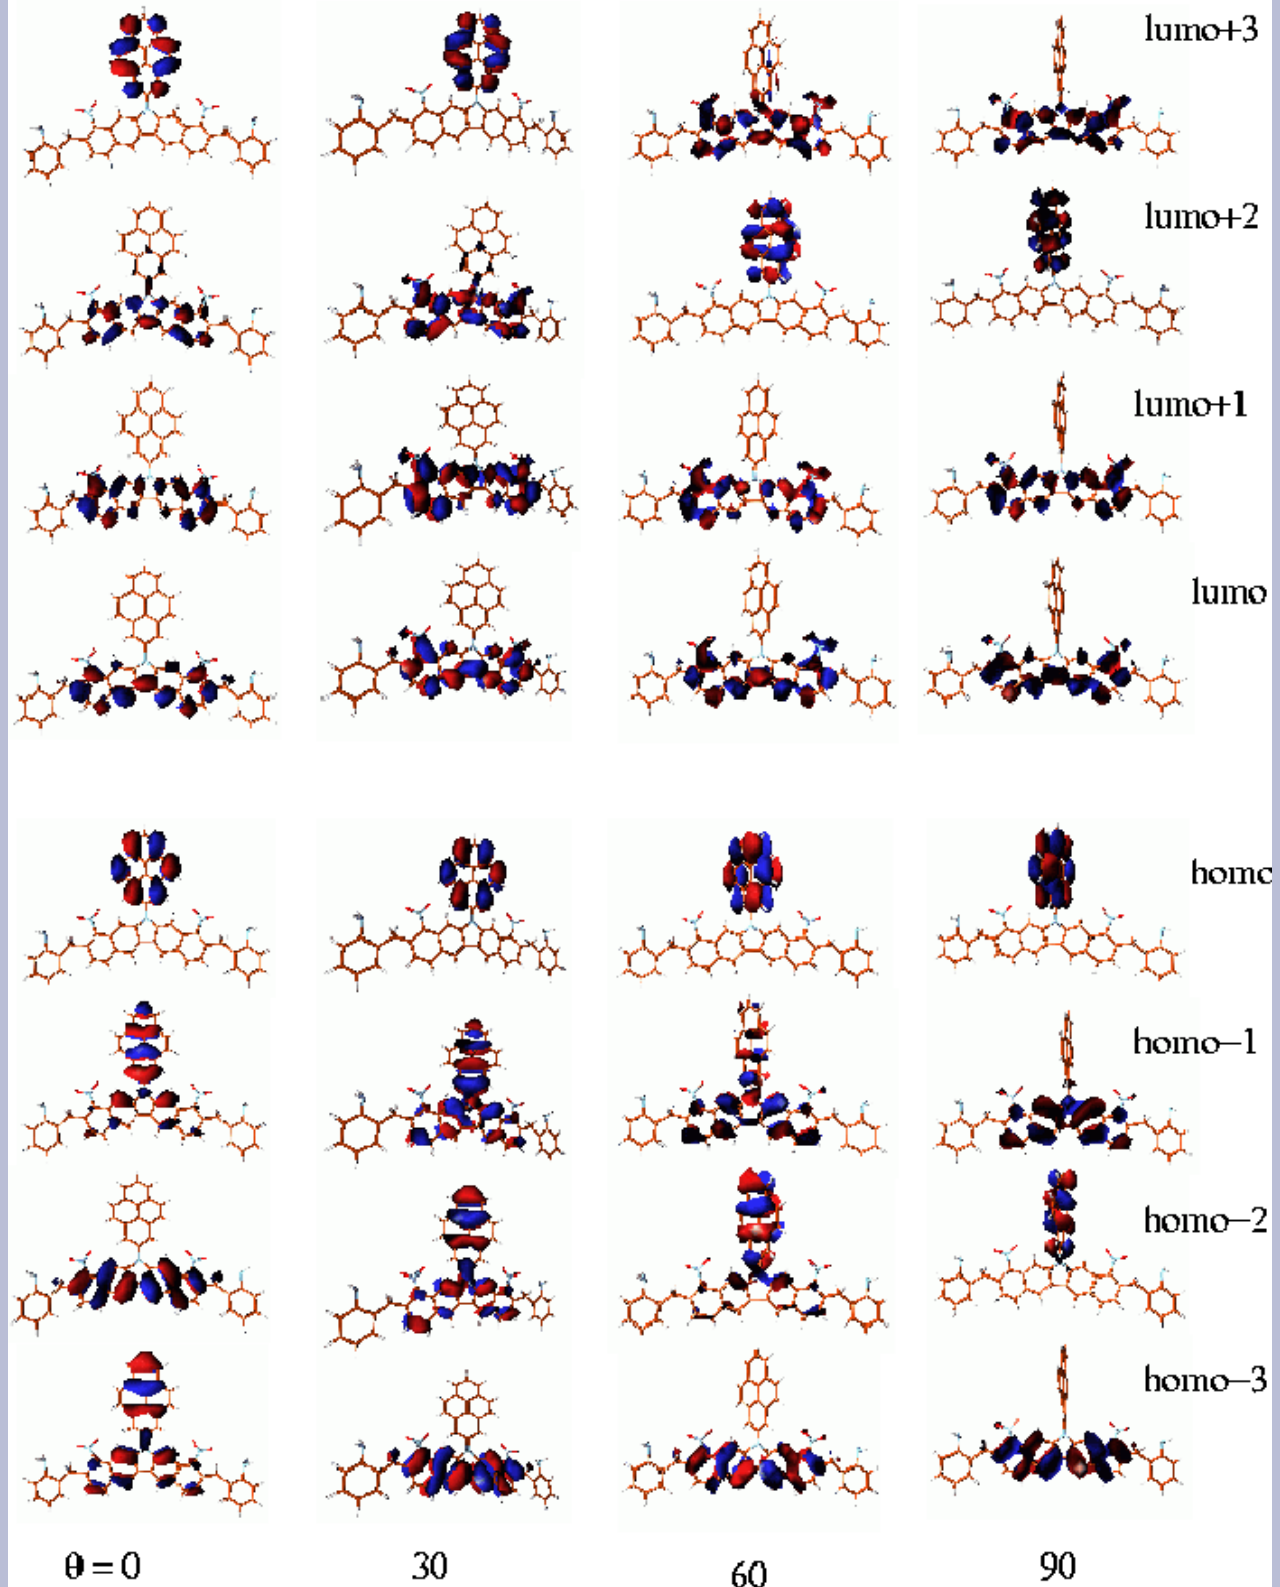 lumo+3
lumo+2
lumo+1
lumo
homo
homo−1
homo−2
homo−3
θ = 0 30 60 90